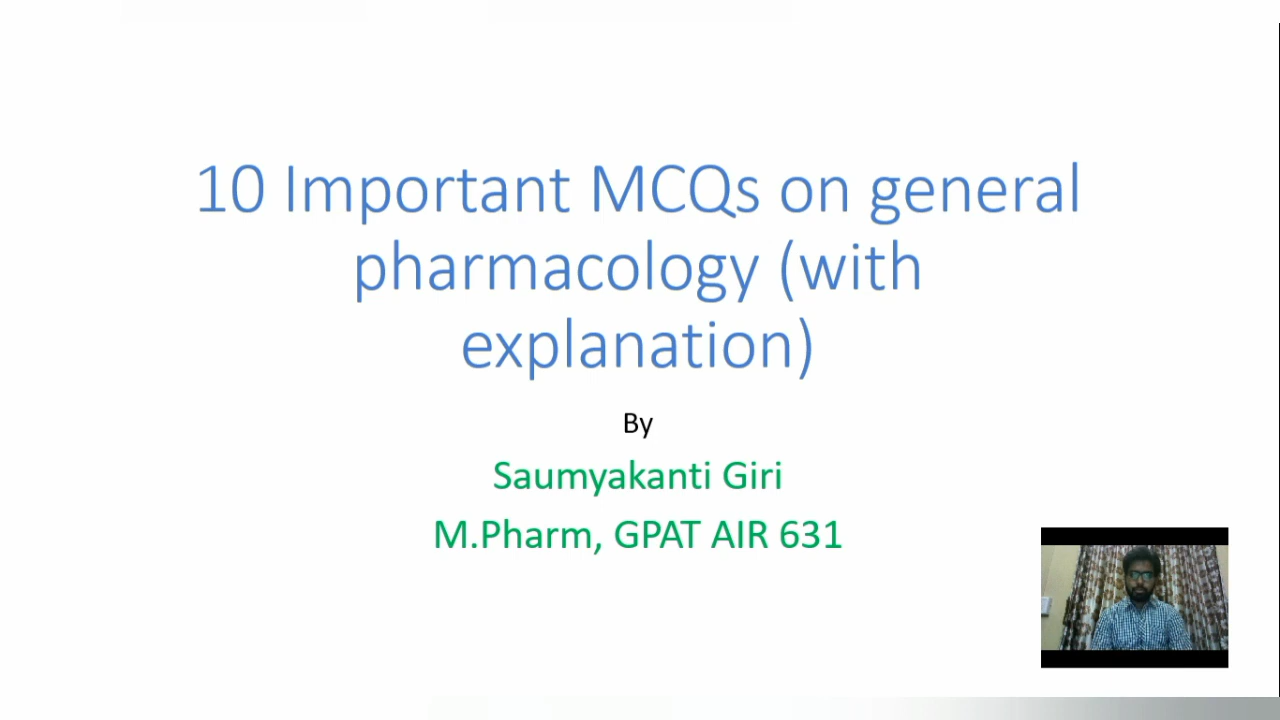 10 Important MCQs on general
pharmacology (with
explanation)
By
Saumyakanti Giri
M.Pharm, GPAT AIR 631